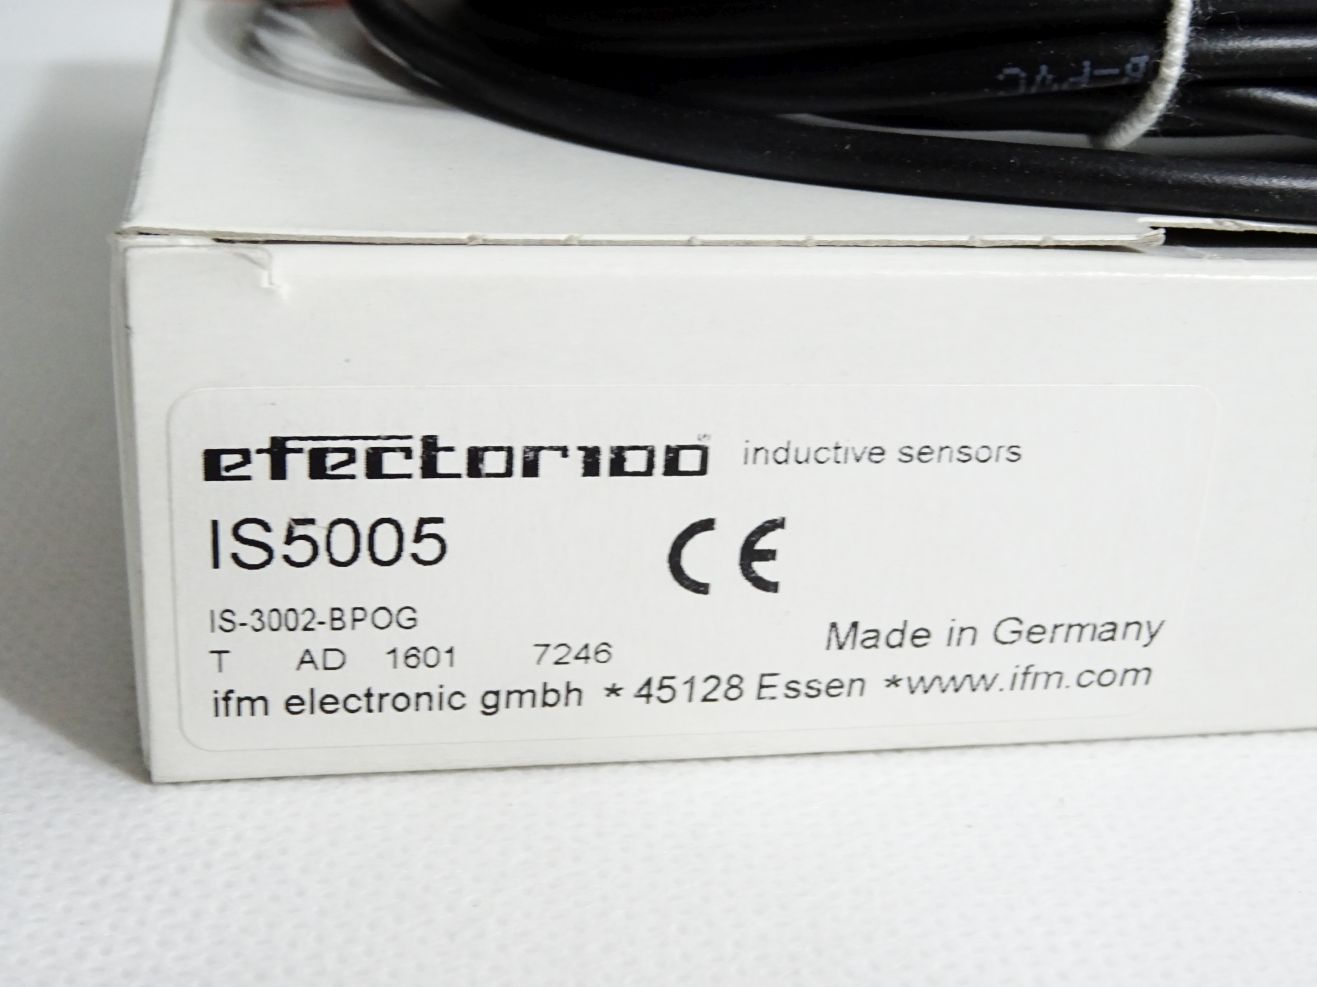 efector100 inductive sensors
IS5005
CE
IS-3002-BPOG
T AD 1601 7246
Made in Germany
ifm electronic gmbh * 45128 Essen *www.ifm.com